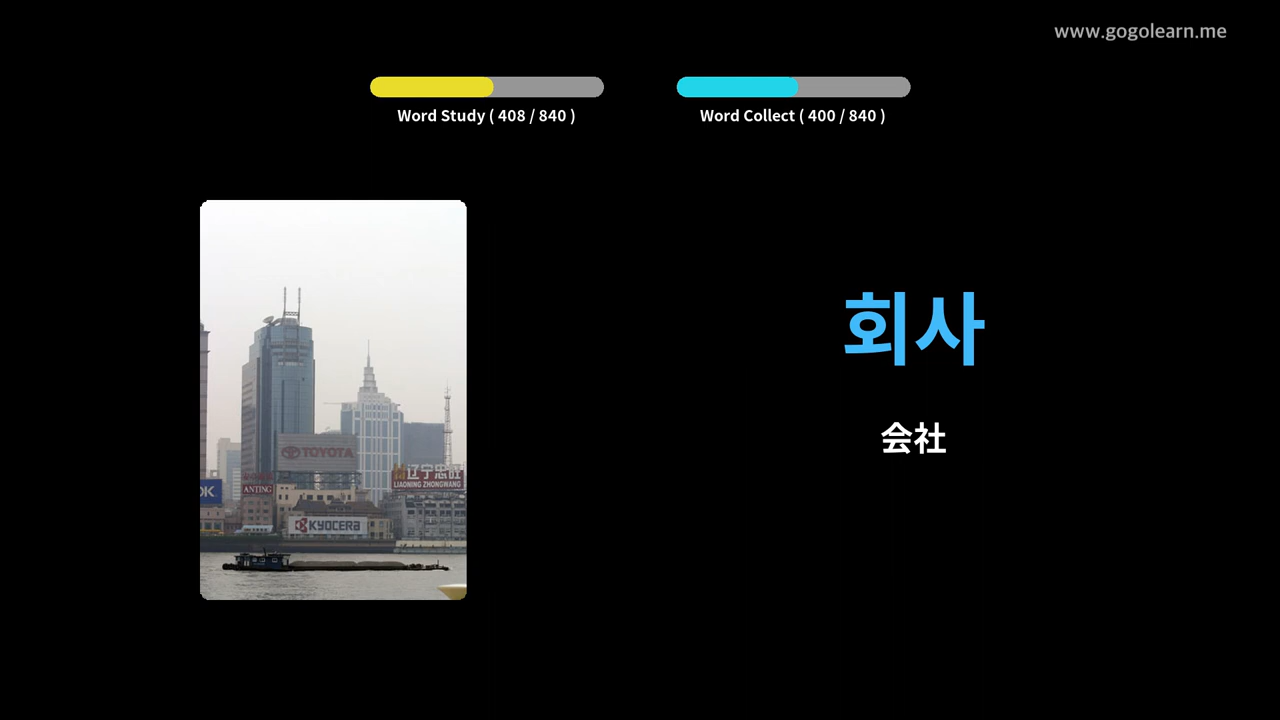 www.gogolearn.me
Word Study ( 408 / 840 )
Word Collect ( 400 / 840 )
회사
会社
TOYOTA
辽宁忠旺
LIAONING ZHONGWANG
OK
ANTING
KYOCERA